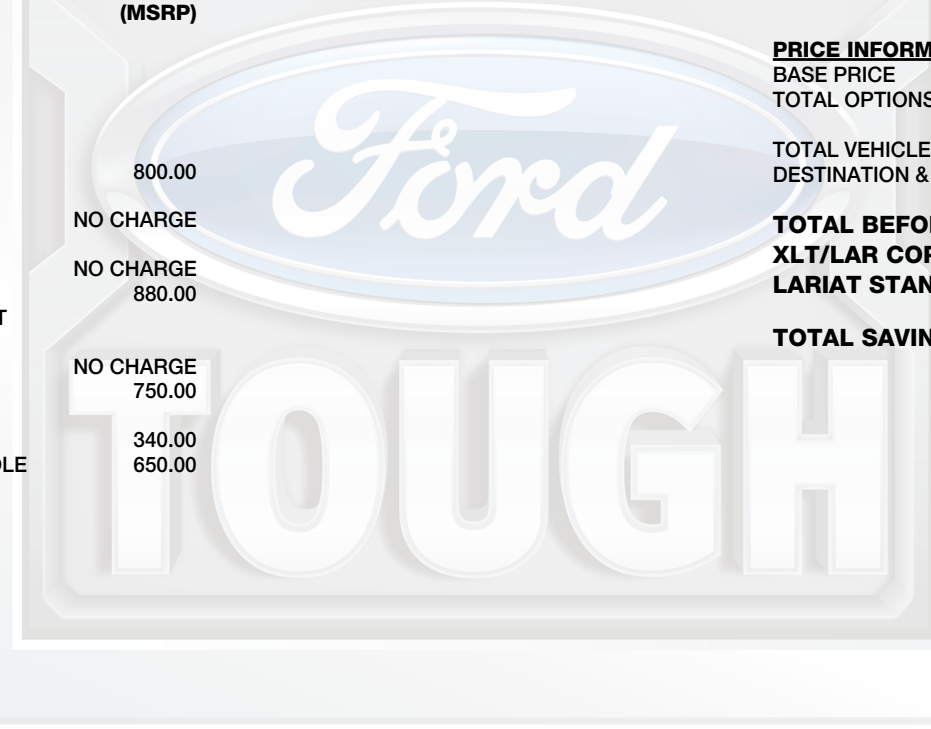 (MSRP)
800.00
NO CHARGE
NO CHARGE
880.00
T
NO CHARGE
750.00
340.00
OLE 650.00
PRICE INFORM
BASE PRICE
TOTAL OPTIONS
TOTAL VEHICLE
DESTINATION &
TOTAL BEFO
XLT/LAR COR
LARIAT STAN
TOTAL SAVIN
Ford
TOUGH